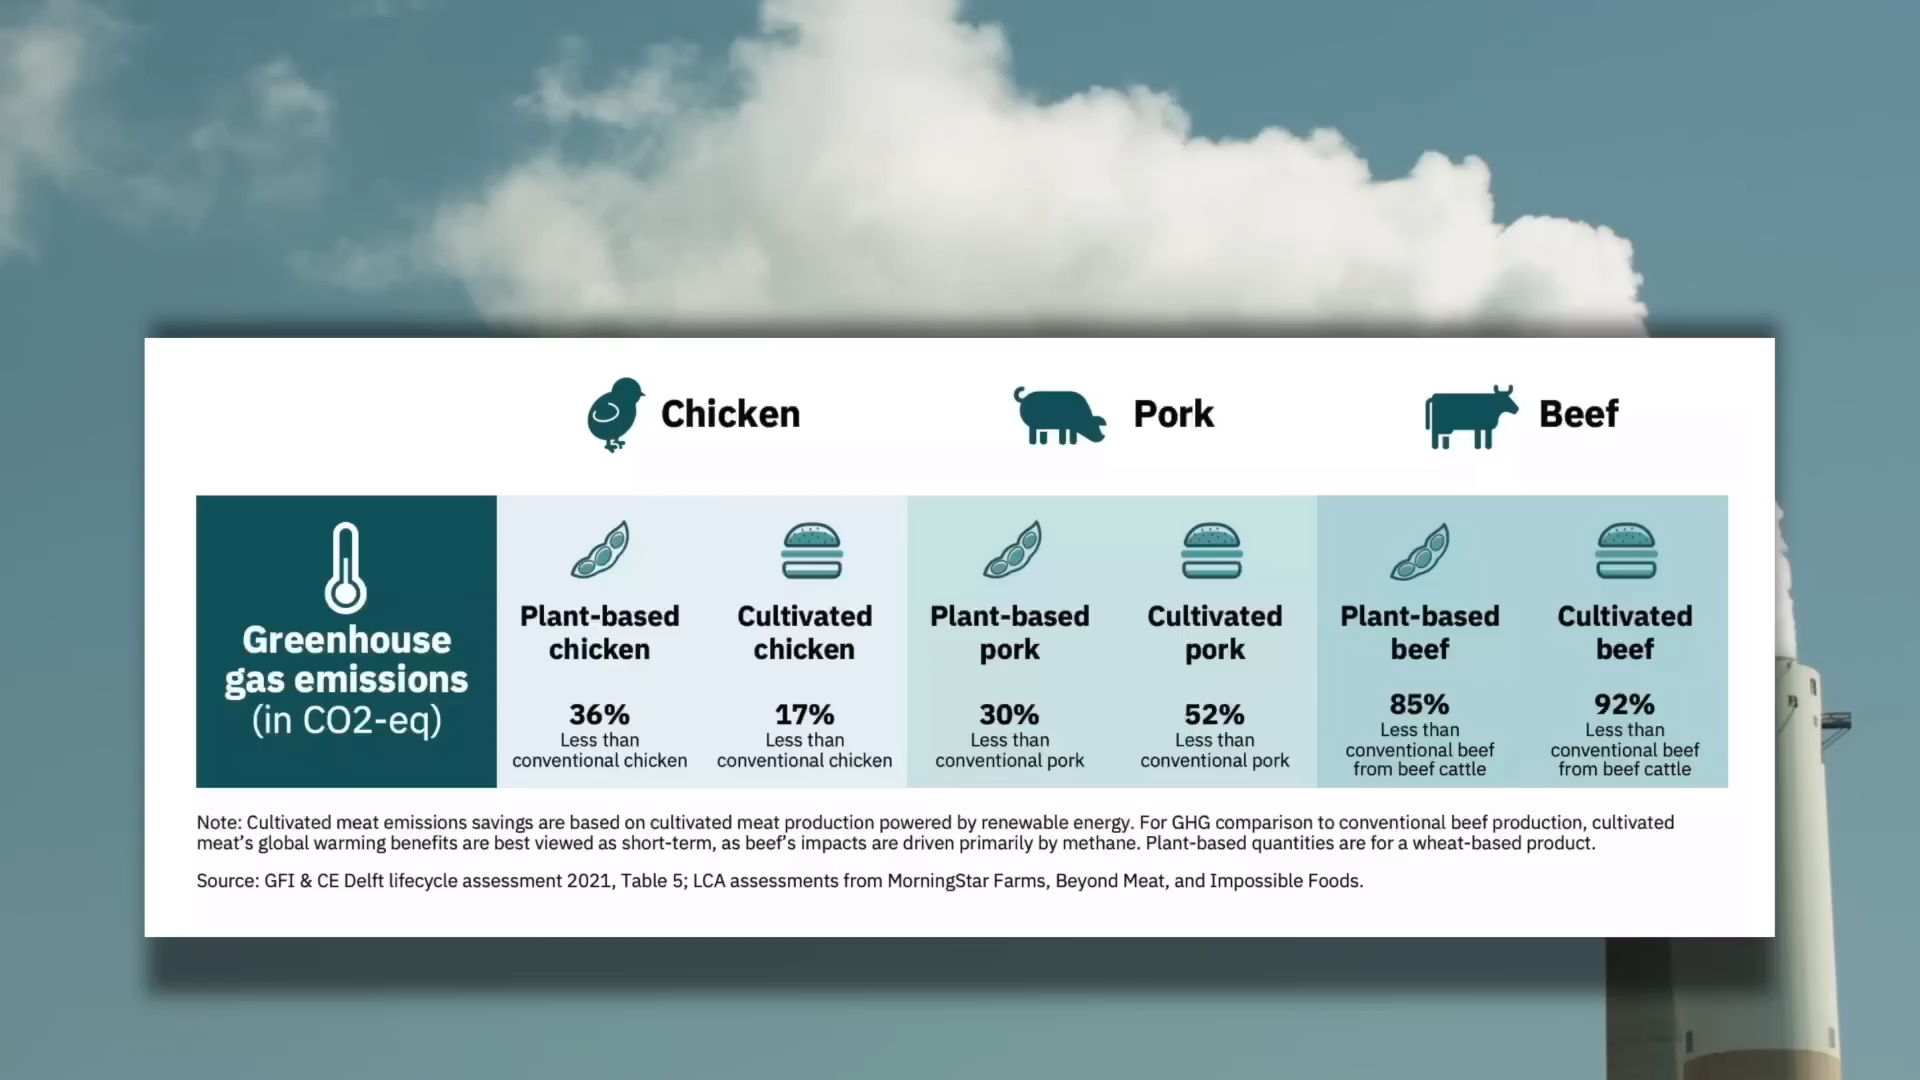 Chicken
Pork
Beef
Greenhouse
gas emissions
(in CO2-eq)
Plant-based
chicken
36%
Less than
conventional chicken
Cultivated
chicken
17%
Less than
conventional chicken
Plant-based
pork
30%
Less than
conventional pork
Cultivated
pork
52%
Less than
conventional pork
Plant-based
beef
85%
Less than
conventional beef
from beef cattle
Cultivated
beef
92%
Less than
conventional beef
from beef cattle
Note: Cultivated meat emissions savings are based on cultivated meat production powered by renewable energy. For GHG comparison to conventional beef production, cultivated
meat's global warming benefits are best viewed as short-term, as beef's impacts are driven primarily by methane. Plant-based quantities are for a wheat-based product.
Source: GFI & CE Delft lifecycle assessment 2021, Table 5; LCA assessments from MorningStar Farms, Beyond Meat, and Impossible Foods.